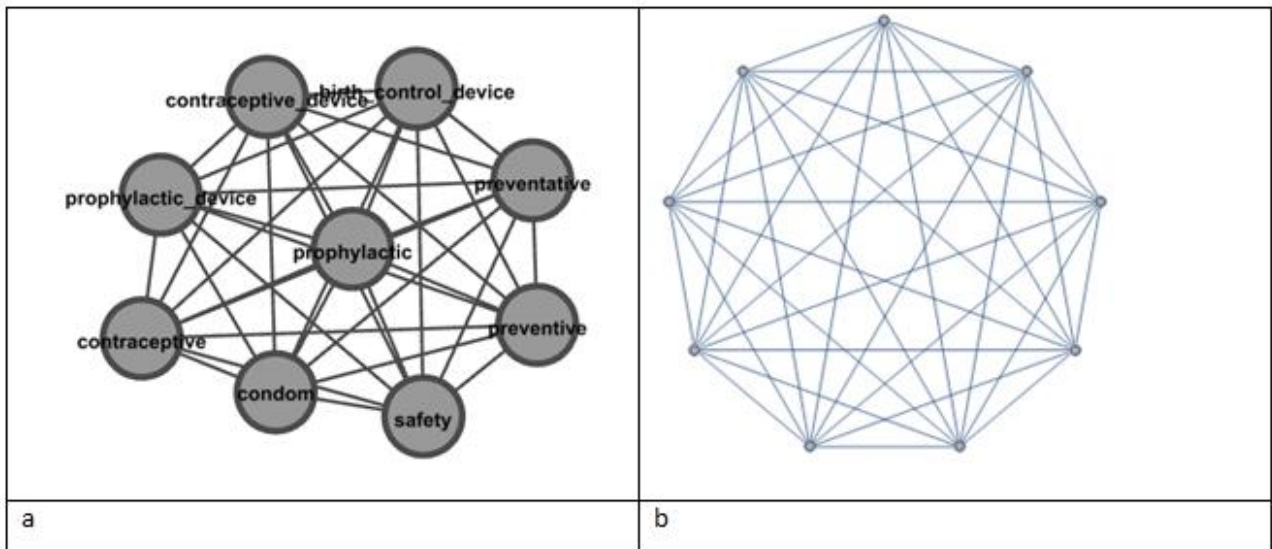 contraceptive_device
birth_control_device
preventative
prophylactic_device
prophylactic
preventive
contraceptive
condom
safety
a
b